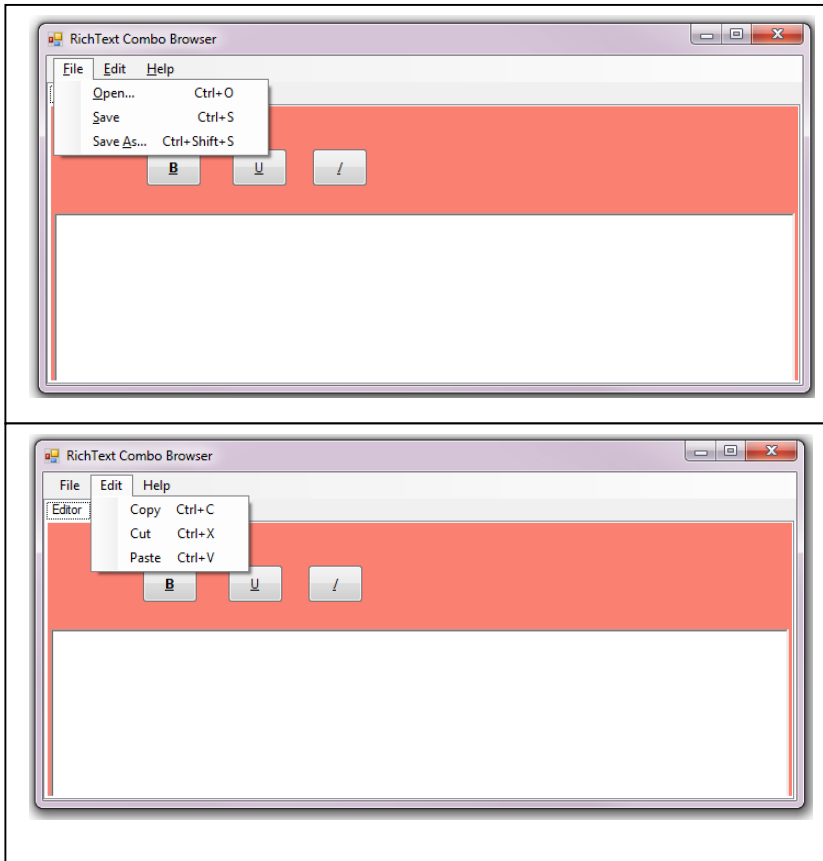 RichText Combo Browser
File Edit Help
Open... Ctrl+O
Save Ctrl+S
Save As... Ctrl+Shift+S
B U I
RichText Combo Browser
File Edit Help
Editor
Copy Ctrl+C
Cut Ctrl+X
Paste Ctrl+V
B U I